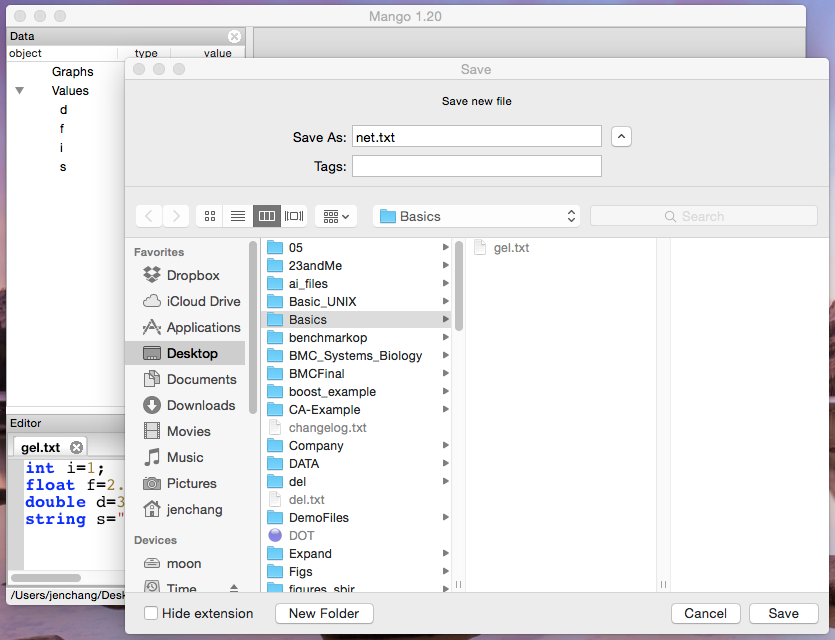 Mango 1.20
Data
object type value
Graphs
Values
d
f
i
s
Editor
gel.txt
int i=1;
float f=2.
double d=3
string s="
/Users/jenchang/Desk
Save
Save new file
Save As: net.txt
Tags:
Basics
Search
Favorites
Dropbox
iCloud Drive
Applications
Desktop
Documents
Downloads
Movies
Music
Pictures
jenchang
Devices
moon
Time
05
23andMe
ai_files
Basic_UNIX
Basics
benchmarkop
BMC_Systems_Biology
BMCFinal
boost_example
CA-Example
changelog.txt
Company
DATA
del
del.txt
DemoFiles
DOT
Expand
Figs
figures_sbir
gel.txt
Hide extension
New Folder
Cancel
Save